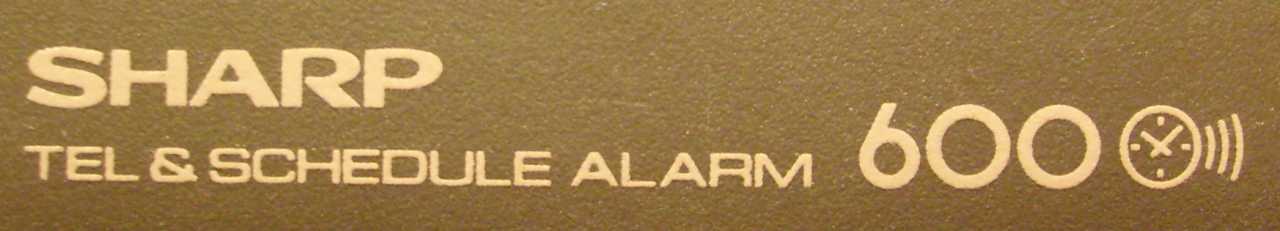 SHARP
TEL & SCHEDULE ALARM 600